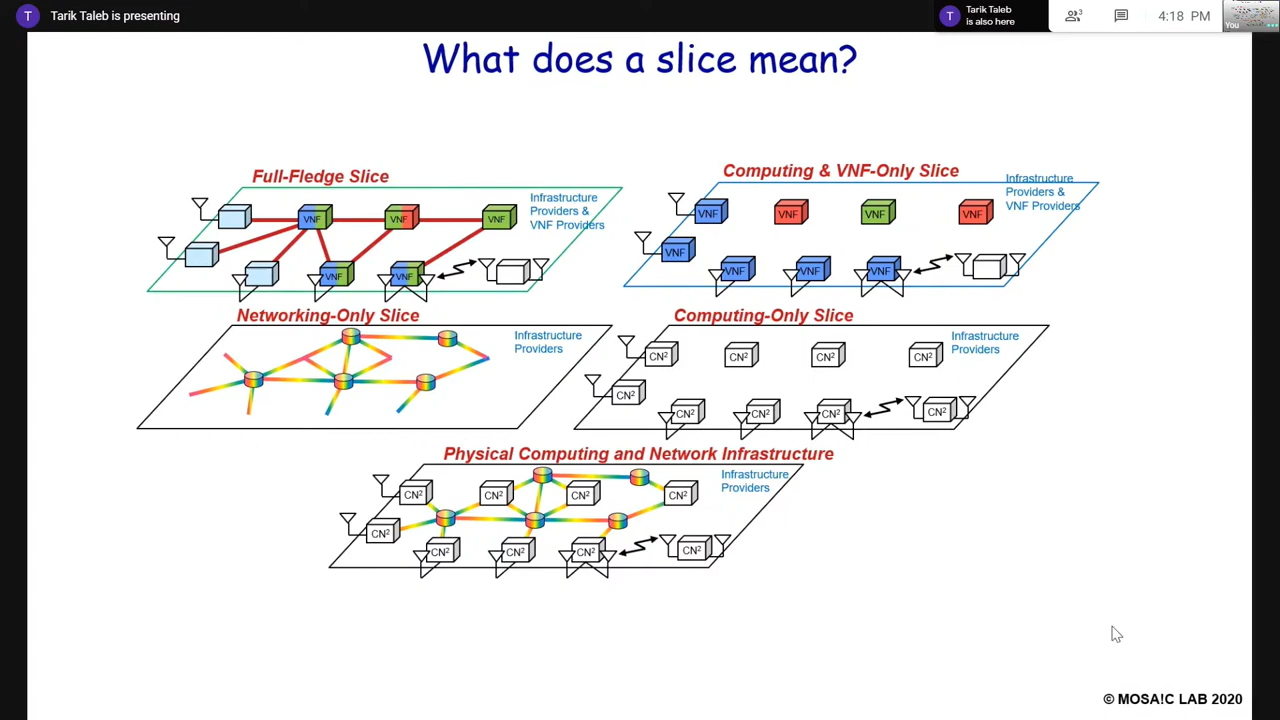 T Tarik Taleb is presenting
T Tarik Taleb
is also here
3
4:18 PM
You
What does a slice mean?
Full-Fledge Slice
Infrastructure
Providers &
VNF Providers
VNF VNF VNF
VNF VNF
Computing & VNF-Only Slice
Infrastructure
Providers &
VNF Providers
VNF VNF VNF VNF
VNF
VNF VNF VNF
Networking-Only Slice
Infrastructure
Providers
Computing-Only Slice
Infrastructure
Providers
CN² CN² CN² CN²
CN²
CN² CN² CN² CN²
Physical Computing and Network Infrastructure
Infrastructure
Providers
CN² CN² CN² CN²
CN²
CN² CN² CN² CN²
© MOSA!C LAB 2020